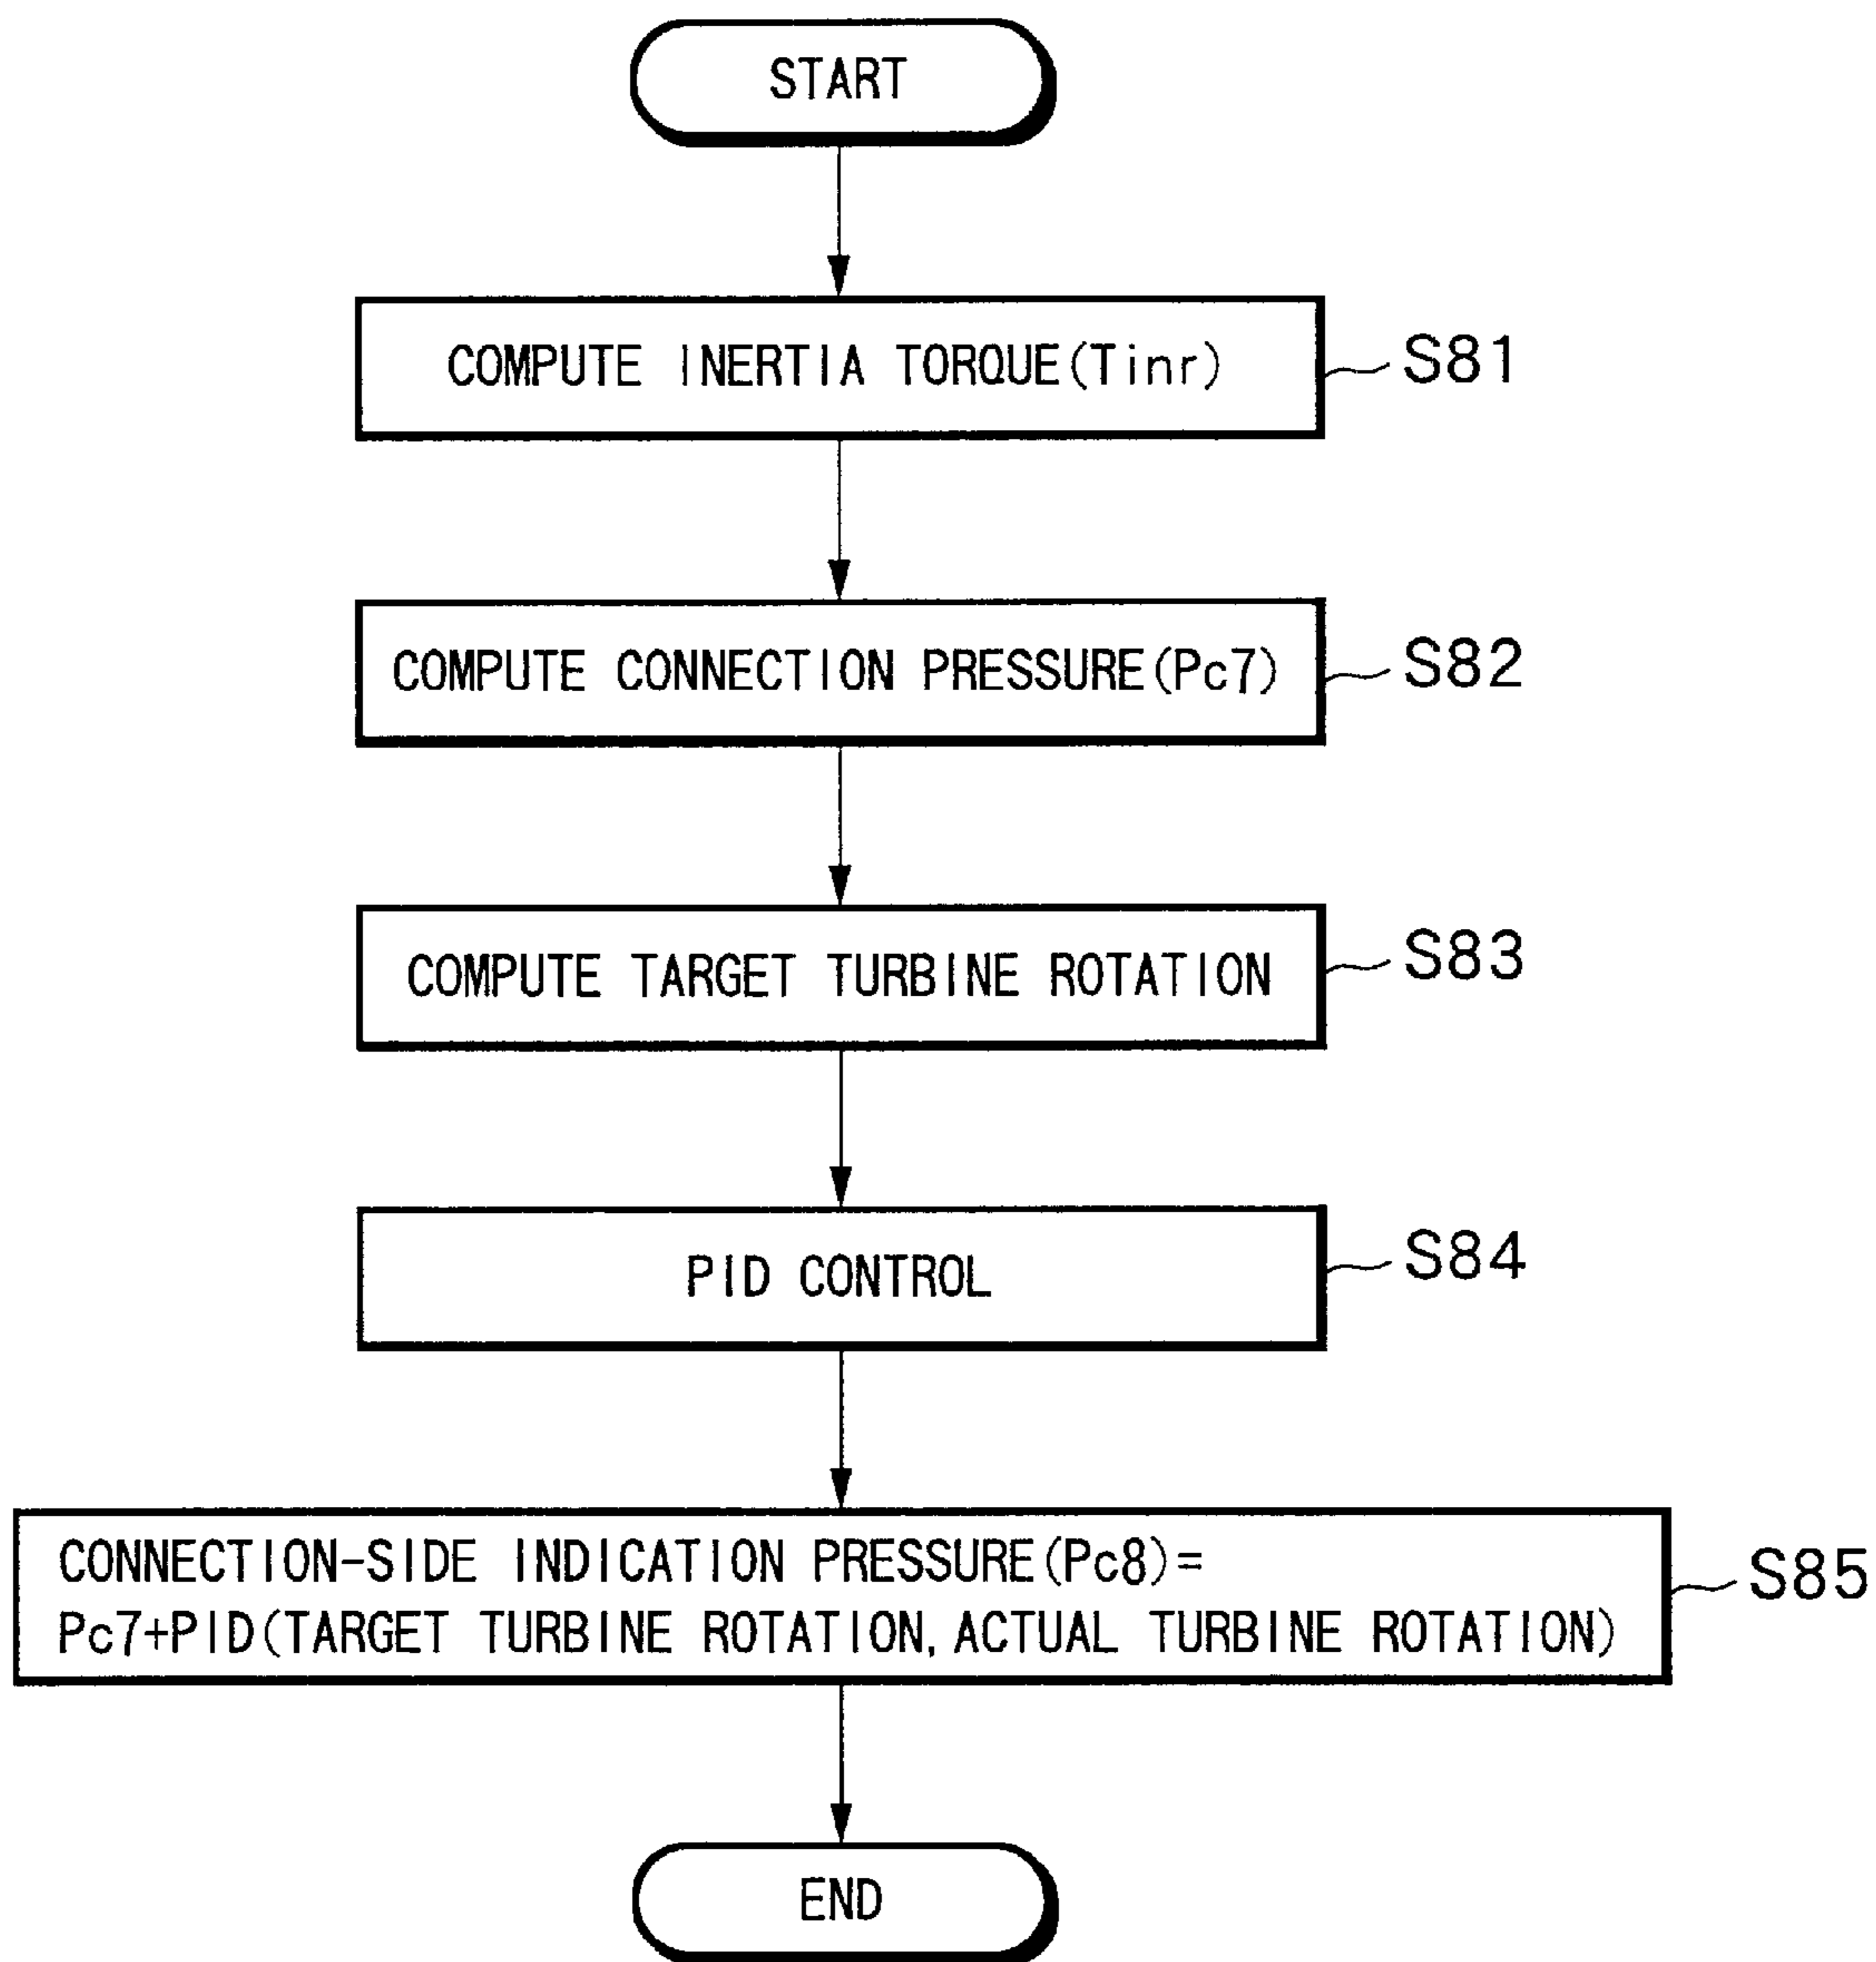 START
COMPUTE INERTIA TORQUE(Tinr)
S81
COMPUTE CONNECTION PRESSURE(Pc7)
S82
COMPUTE TARGET TURBINE ROTATION
S83
PID CONTROL
S84
CONNECTION-SIDE INDICATION PRESSURE(Pc8)=
Pc7+PID(TARGET TURBINE ROTATION,ACTUAL TURBINE ROTATION)
S85
END